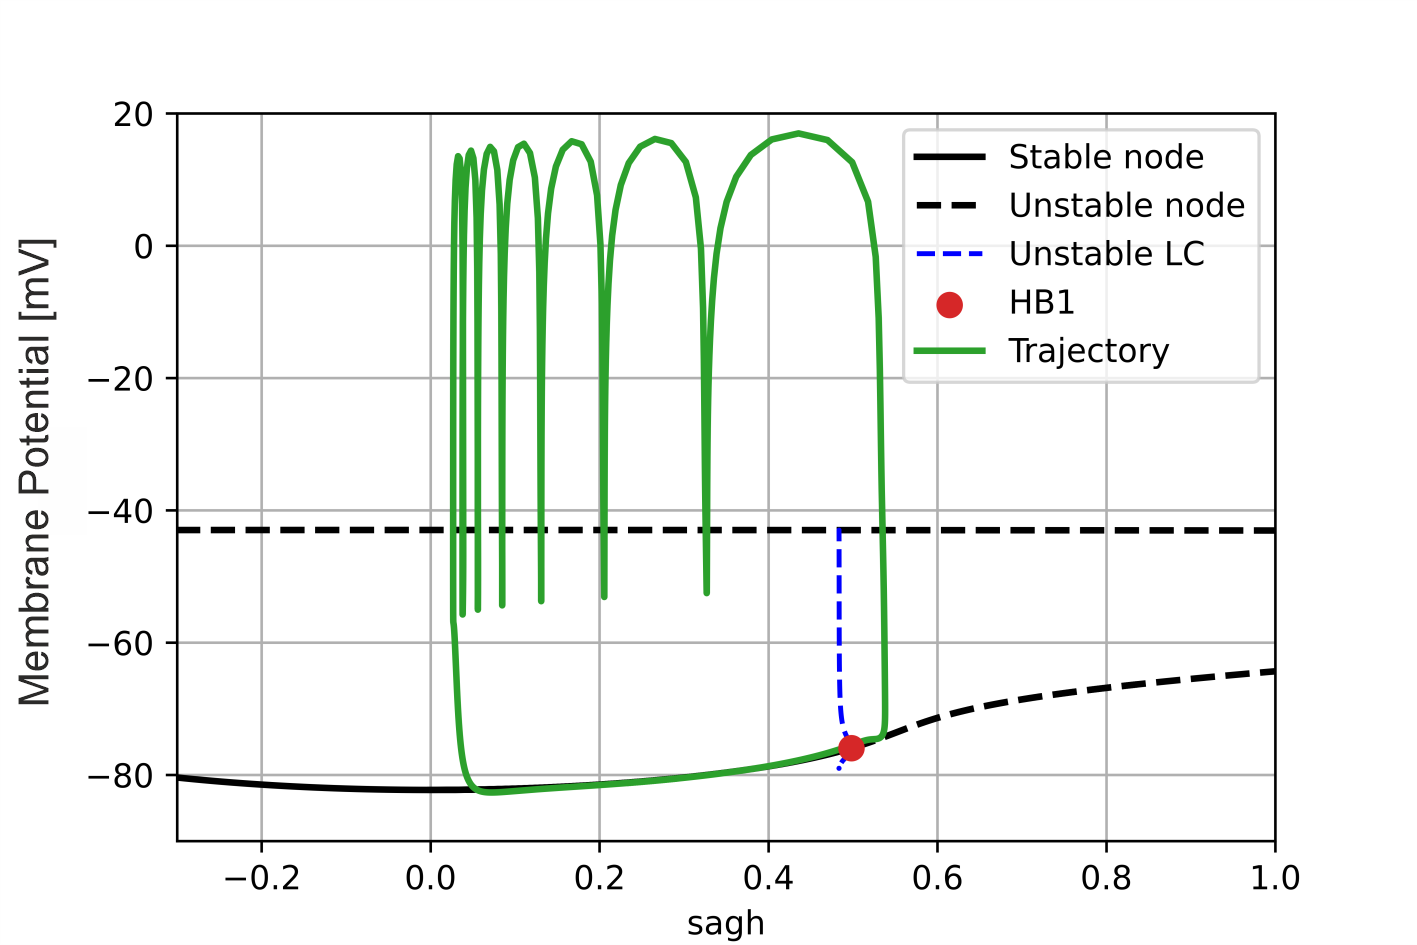 20
0
−20
−40
−60
−80
Membrane Potential [mV]
Stable node
Unstable node
Unstable LC
HB1
Trajectory
−0.2
0.0
0.2
0.4
0.6
0.8
1.0
sagh